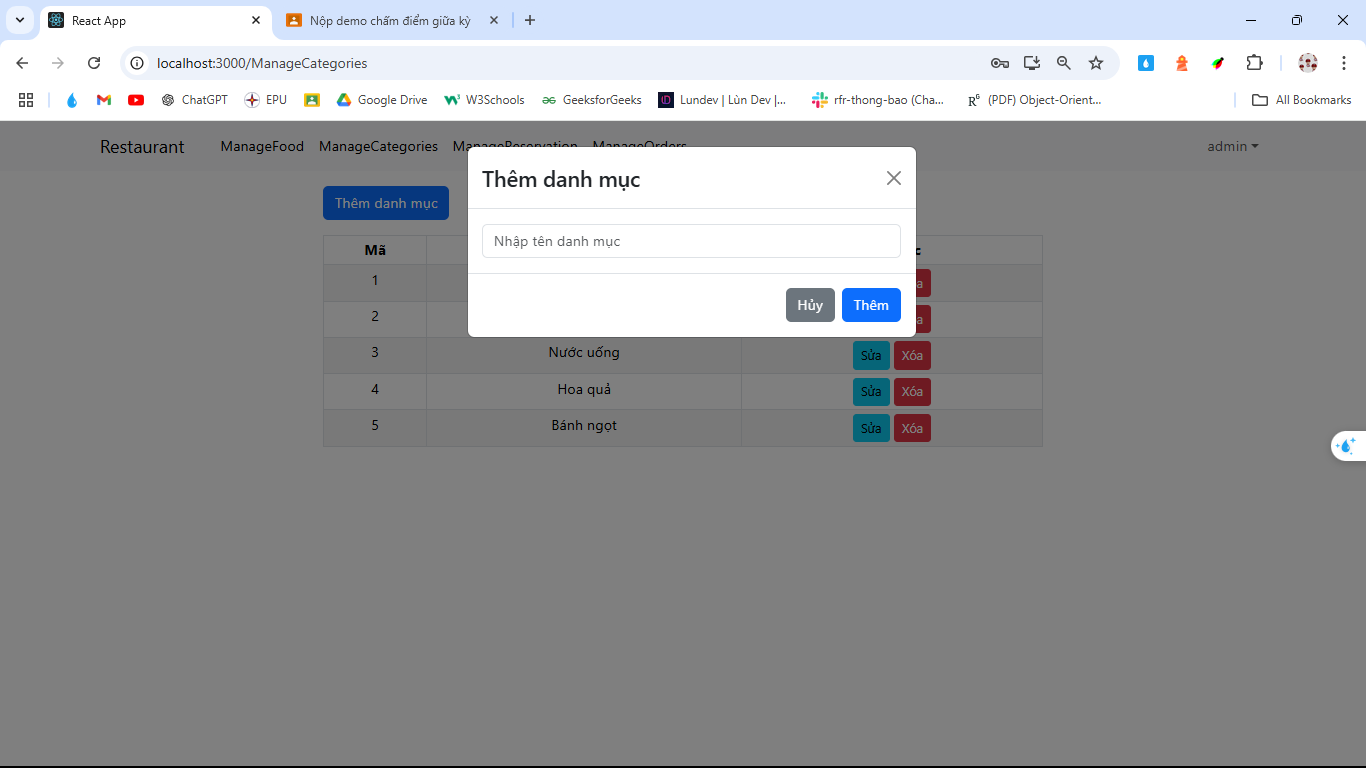 React App
Nộp demo chấm điểm giữa kỳ
localhost:3000/ManageCategories
ChatGPT EPU Google Drive W3Schools GeeksforGeeks Lundev | Lùn Dev |... rfr-thong-bao (Cha... (PDF) Object-Orient... All Bookmarks
Restaurant ManageFood ManageCategories ManageReservation ManageOrders admin
Thêm danh mục
Thêm danh mục
Nhập tên danh mục
Hủy Thêm
Mã
1
2
3 Nước uống Sửa Xóa
4 Hoa quả Sửa Xóa
5 Bánh ngọt Sửa Xóa